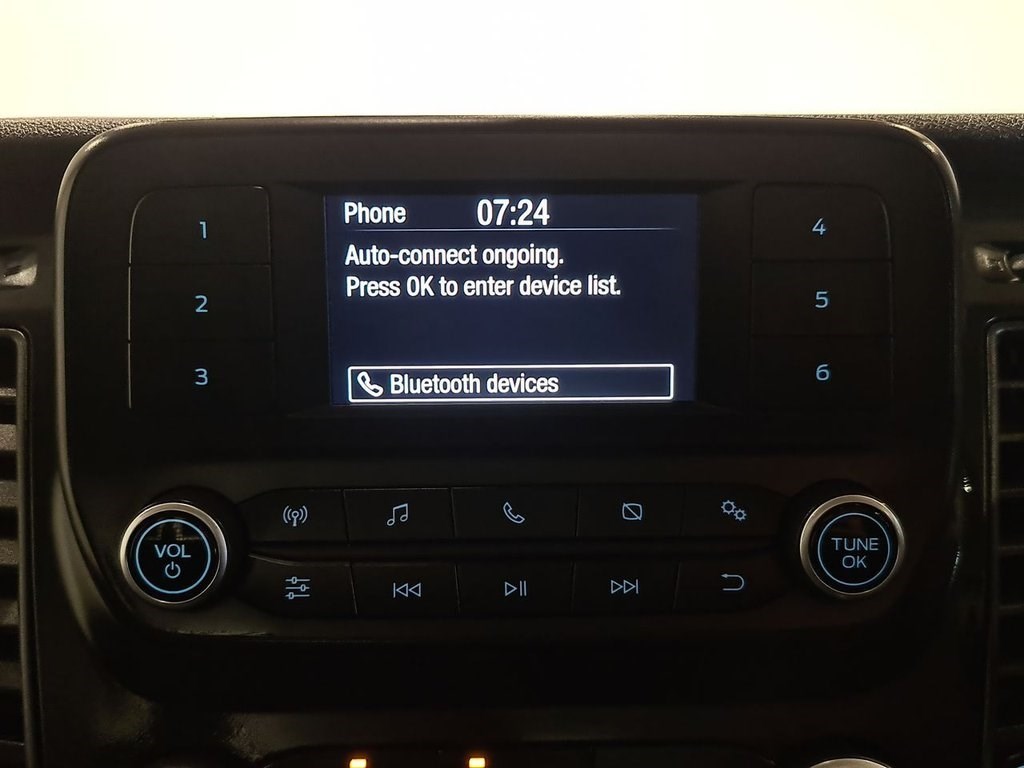 Phone 07:24
Auto-connect ongoing.
Press OK to enter device list.
Bluetooth devices
1
2
3
4
5
6
VOL
TUNE
OK